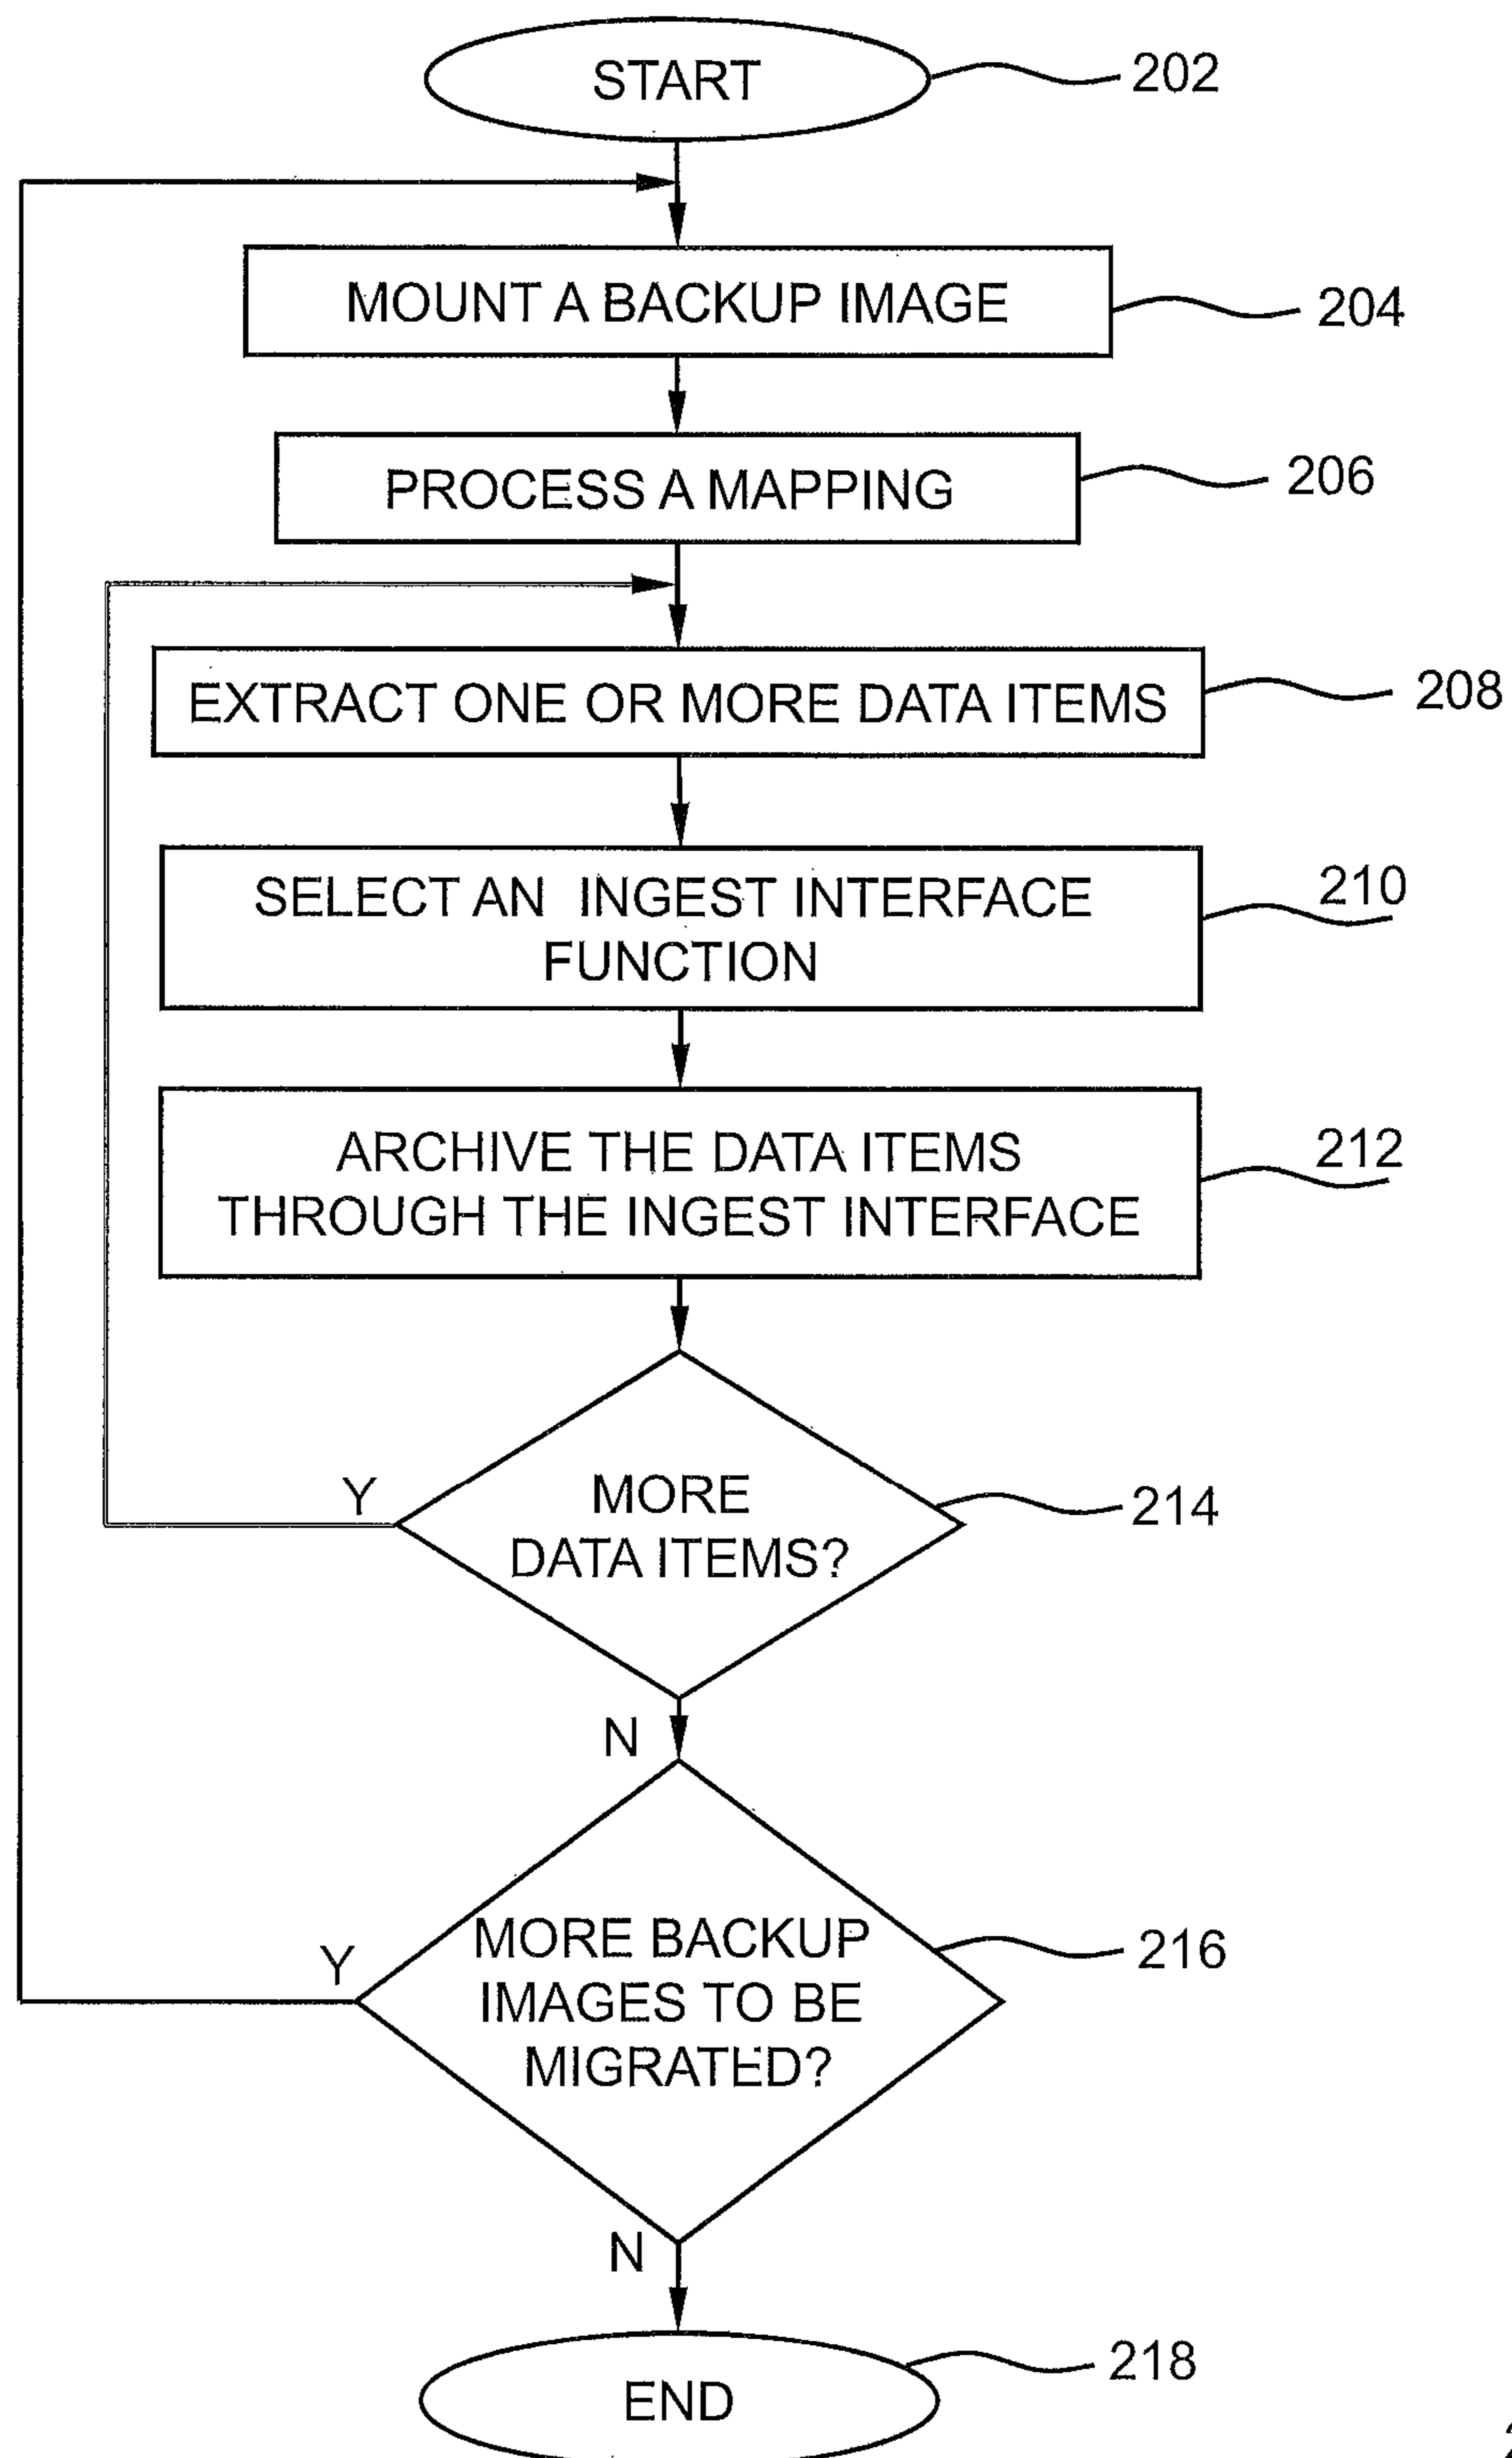 START
202
MOUNT A BACKUP IMAGE
204
PROCESS A MAPPING
206
EXTRACT ONE OR MORE DATA ITEMS
208
SELECT AN INGEST INTERFACE
FUNCTION
210
ARCHIVE THE DATA ITEMS
THROUGH THE INGEST INTERFACE
212
MORE
DATA ITEMS?
214
Y
N
MORE BACKUP
IMAGES TO BE
MIGRATED?
216
Y
N
END
218